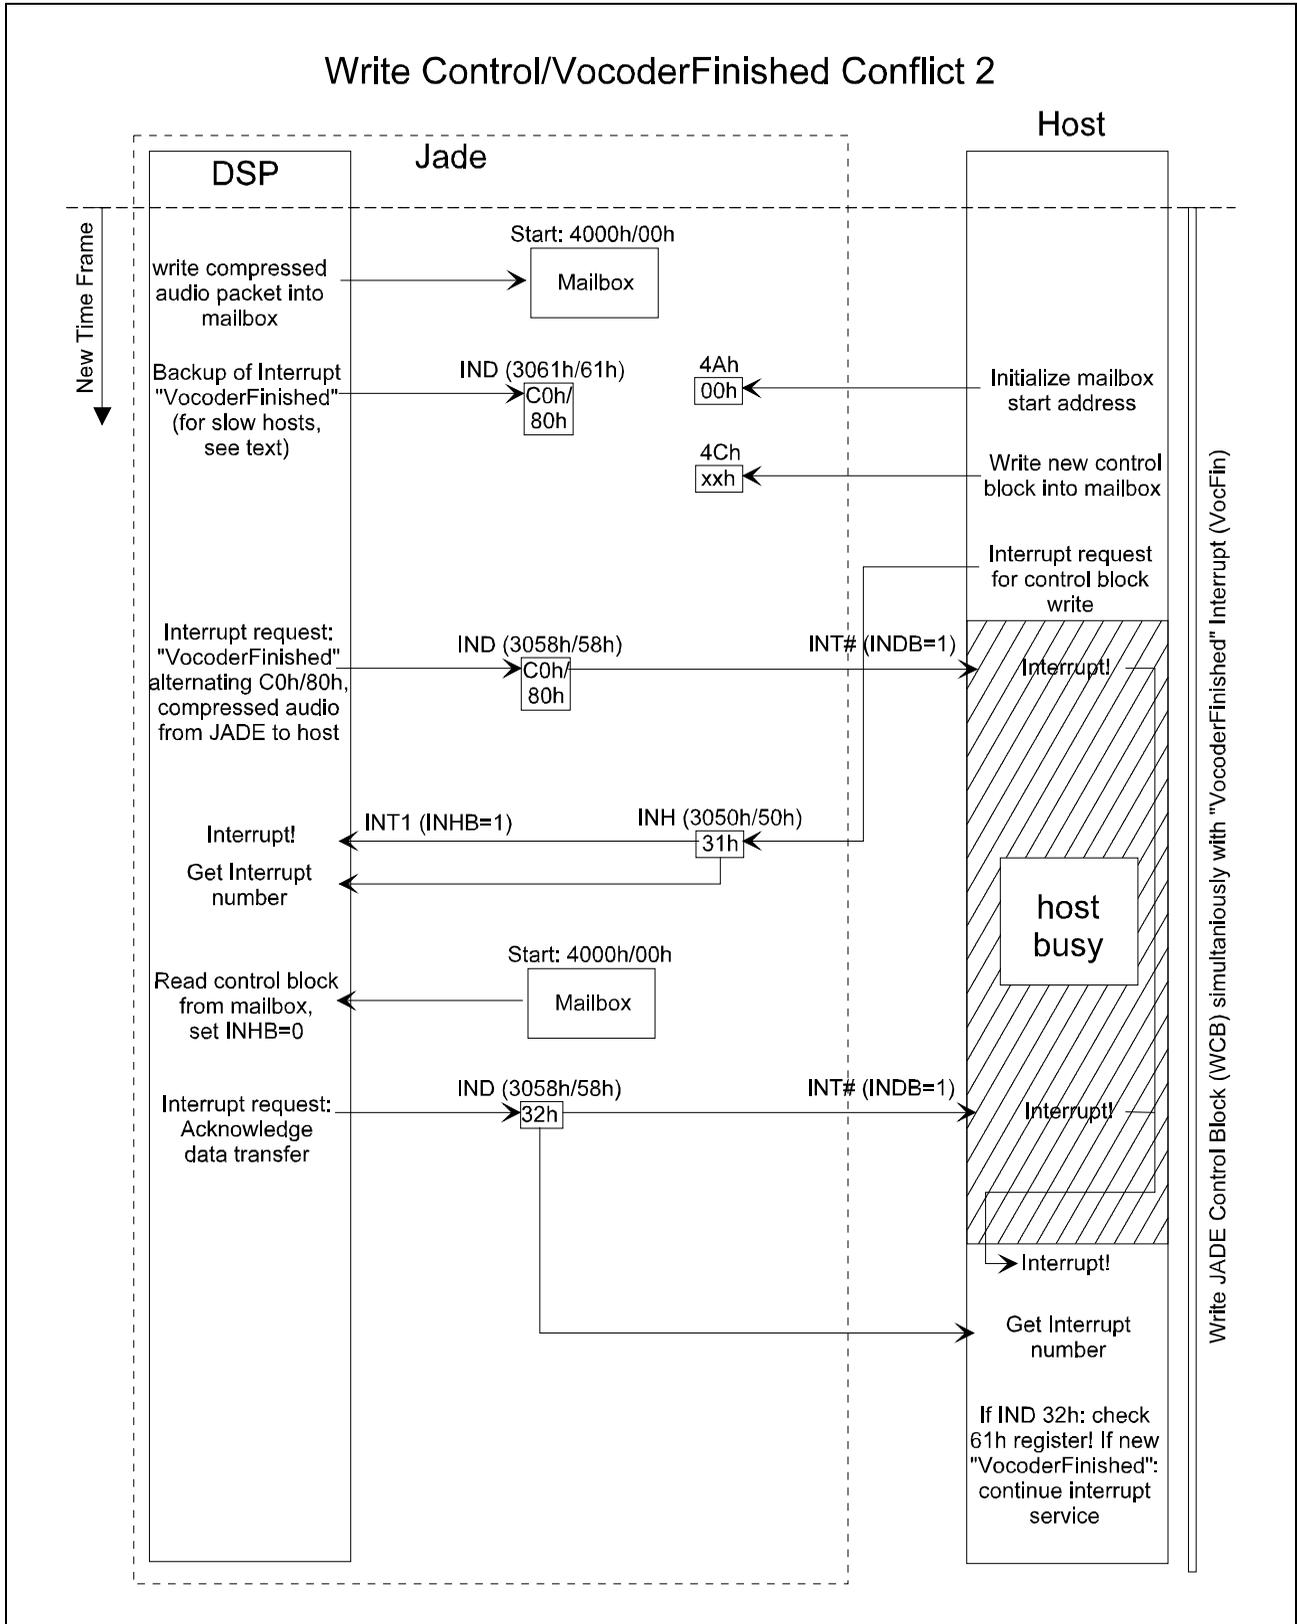 Write Control/VocoderFinished Conflict 2
Host
Jade
DSP
New Time Frame
Start: 4000h/00h
write compressed
audio packet into
mailbox
Mailbox
IND (3061h/61h)
4Ah
Backup of Interrupt
"VocoderFinished"
(for slow hosts,
see text)
C0h/
80h
00h
Initialize mailbox
start address
4Ch
xxh
Write new control
block into mailbox
Interrupt request
for control block
write
Interrupt request:
"VocoderFinished"
alternating C0h/80h,
compressed audio
from JADE to host
IND (3058h/58h)
C0h/
80h
INT# (INDB=1)
Interrupt!
INT1 (INHB=1)
INH (3050h/50h)
31h
Interrupt!
Get Interrupt
number
host
busy
Start: 4000h/00h
Read control block
from mailbox,
set INHB=0
Mailbox
IND (3058h/58h)
INT# (INDB=1)
Interrupt request:
Acknowledge
data transfer
32h
Interrupt!
Interrupt!
Get Interrupt
number
If IND 32h: check
61h register! If new
"VocoderFinished":
continue interrupt
service
Write JADE Control Block (WCB) simultaniously with "VocoderFinished" Interrupt (VocFin)